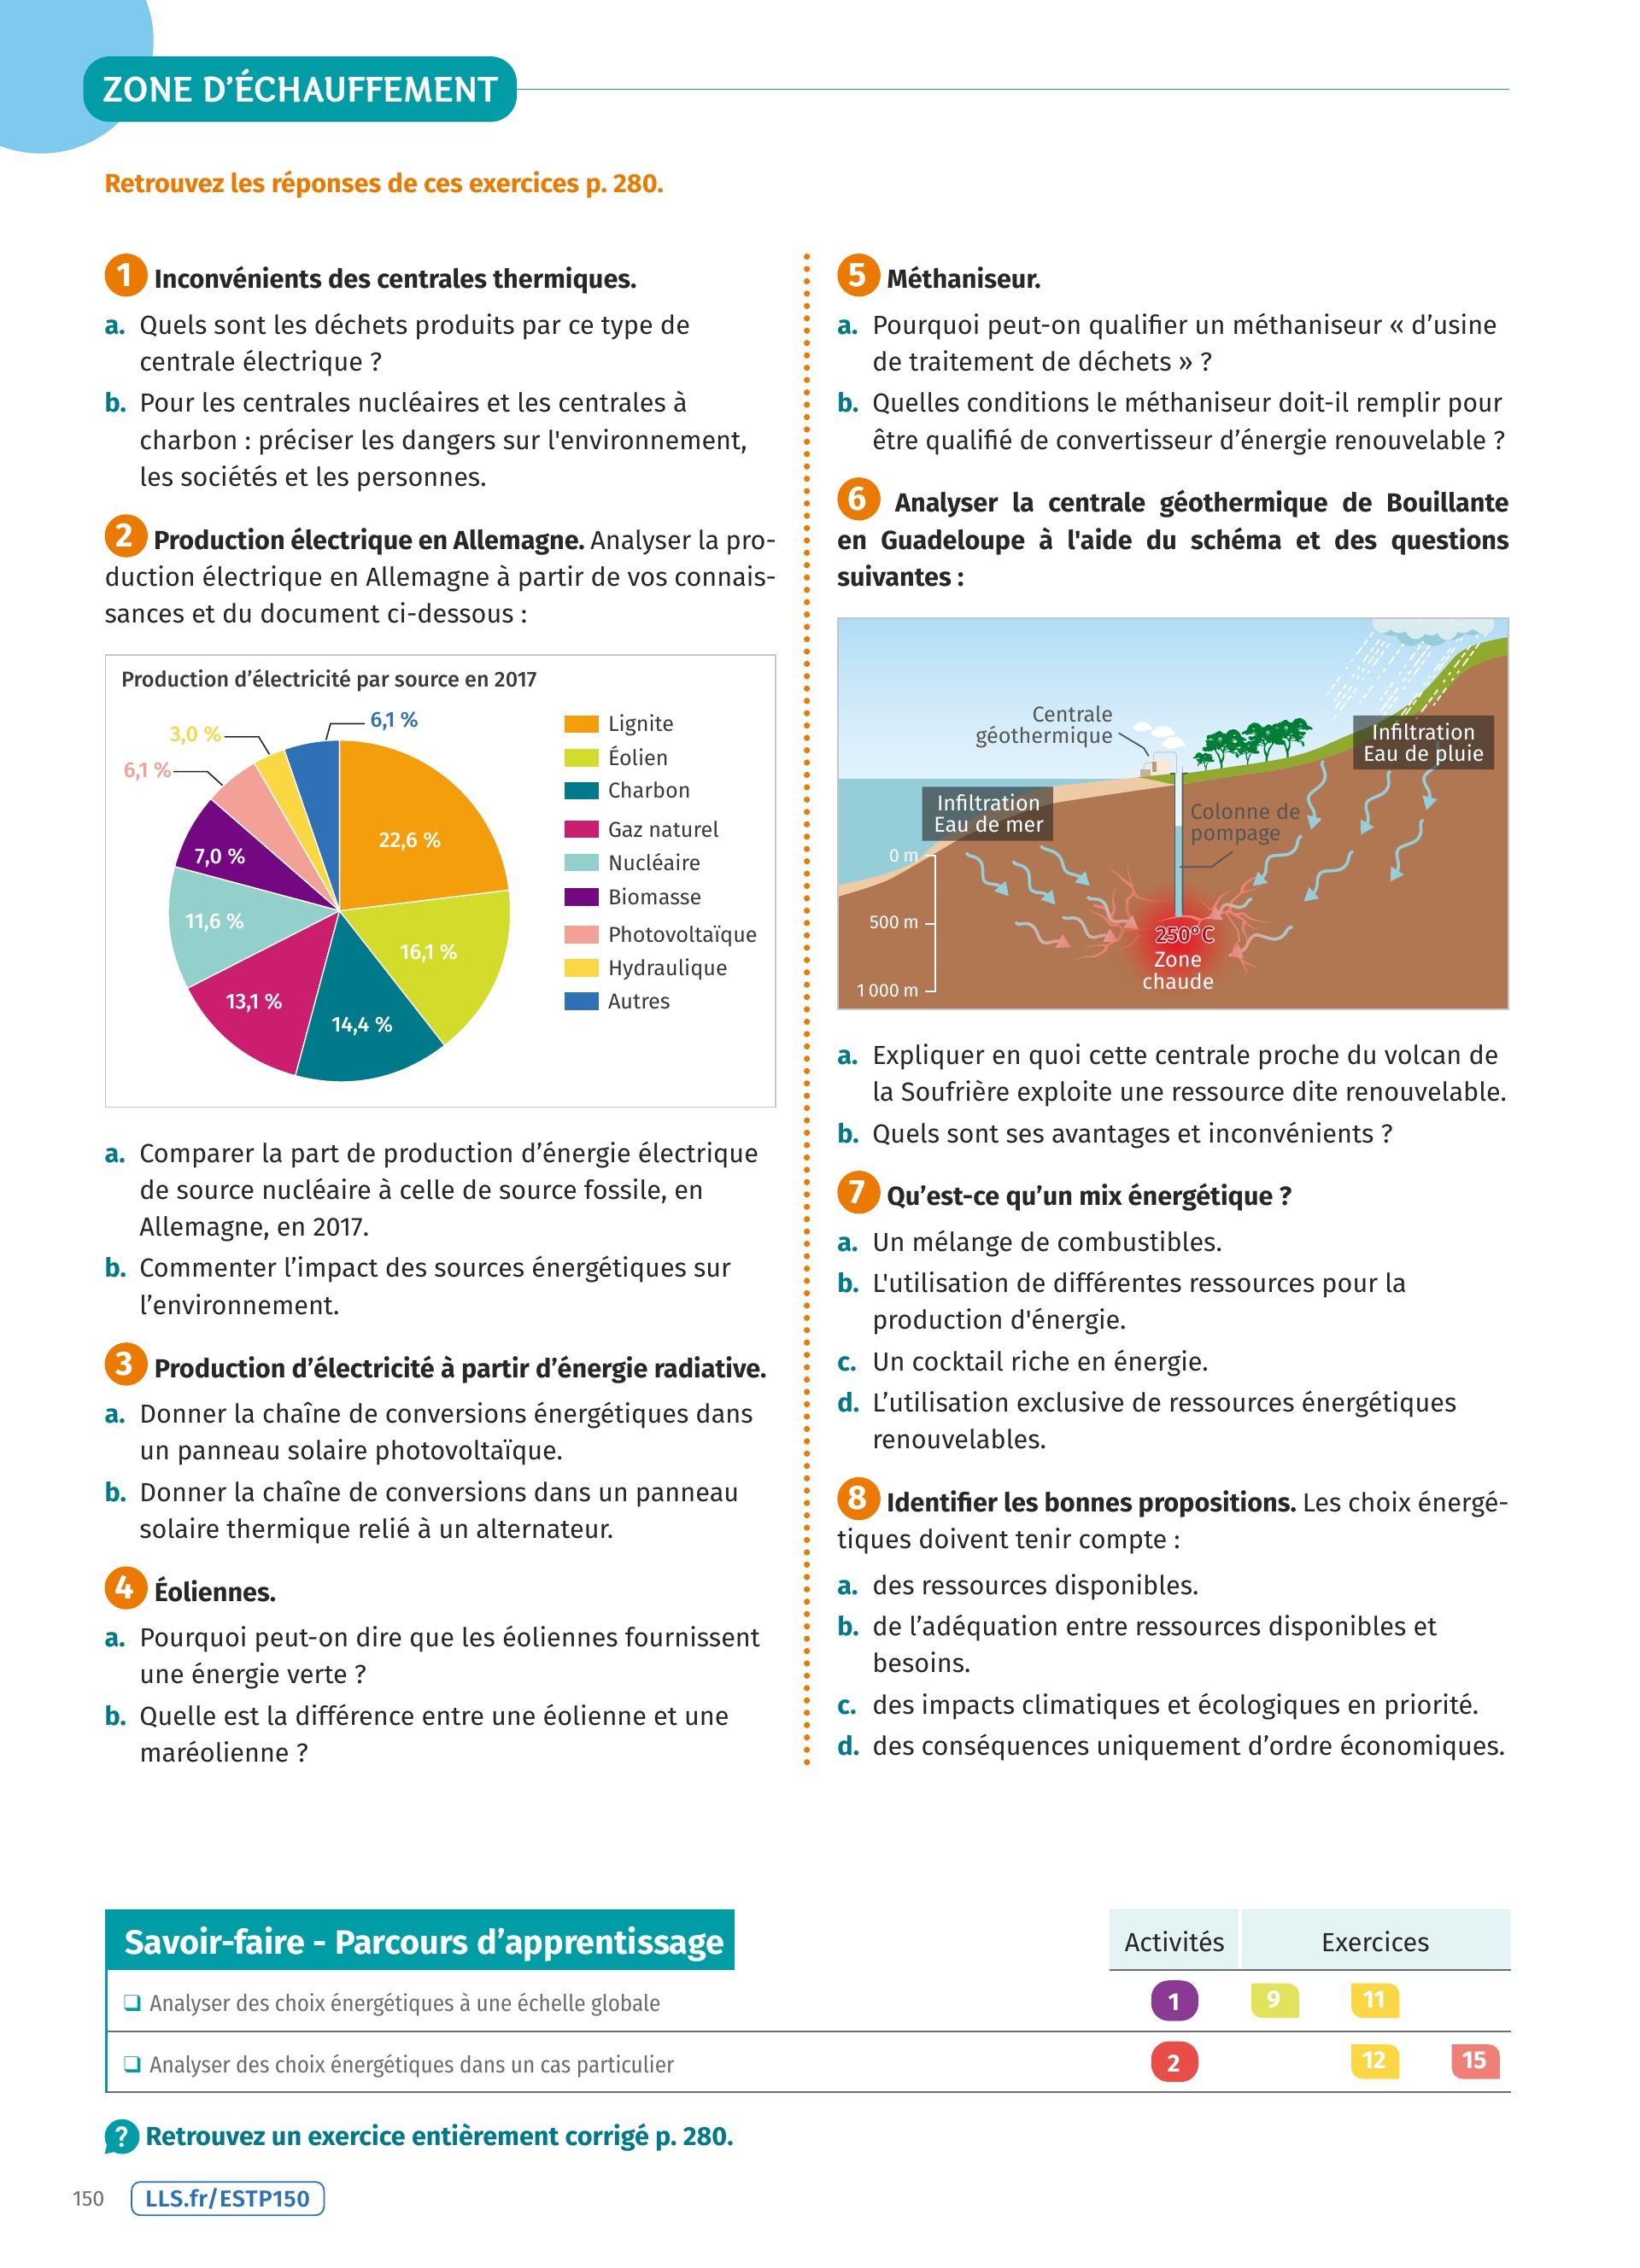 ZONE D’ÉCHAUFFEMENT
Retrouvez les réponses de ces exercices p. 280.
1 Inconvénients des centrales thermiques.
a. Quels sont les déchets produits par ce type de
centrale électrique ?
b. Pour les centrales nucléaires et les centrales à
charbon : préciser les dangers sur l'environnement,
les sociétés et les personnes.
2 Production électrique en Allemagne. Analyser la pro-
duction électrique en Allemagne à partir de vos connais-
sances et du document ci-dessous :
Production d’électricité par source en 2017
6,1 %
3,0 %
6,1 %
7,0 %
11,6 %
13,1 %
14,4 %
16,1 %
22,6 %
Lignite
Éolien
Charbon
Gaz naturel
Nucléaire
Biomasse
Photovoltaïque
Hydraulique
Autres
a. Comparer la part de production d’énergie électrique
de source nucléaire à celle de source fossile, en
Allemagne, en 2017.
b. Commenter l’impact des sources énergétiques sur
l’environnement.
3 Production d’électricité à partir d’énergie radiative.
a. Donner la chaîne de conversions énergétiques dans
un panneau solaire photovoltaïque.
b. Donner la chaîne de conversions dans un panneau
solaire thermique relié à un alternateur.
4 Éoliennes.
a. Pourquoi peut-on dire que les éoliennes fournissent
une énergie verte ?
b. Quelle est la différence entre une éolienne et une
maréolienne ?
5 Méthaniseur.
a. Pourquoi peut-on qualifier un méthaniseur « d’usine
de traitement de déchets » ?
b. Quelles conditions le méthaniseur doit-il remplir pour
être qualifié de convertisseur d’énergie renouvelable ?
6 Analyser la centrale géothermique de Bouillante
en Guadeloupe à l'aide du schéma et des questions
suivantes :
Centrale
géothermique
Infiltration
Eau de pluie
Infiltration
Eau de mer
Colonne de
pompage
0 m
500 m
1 000 m
250°C
Zone
chaude
a. Expliquer en quoi cette centrale proche du volcan de
la Soufrière exploite une ressource dite renouvelable.
b. Quels sont ses avantages et inconvénients ?
7 Qu’est-ce qu’un mix énergétique ?
a. Un mélange de combustibles.
b. L'utilisation de différentes ressources pour la
production d'énergie.
c. Un cocktail riche en énergie.
d. L’utilisation exclusive de ressources énergétiques
renouvelables.
8 Identifier les bonnes propositions. Les choix énergé-
tiques doivent tenir compte :
a. des ressources disponibles.
b. de l’adéquation entre ressources disponibles et
besoins.
c. des impacts climatiques et écologiques en priorité.
d. des conséquences uniquement d’ordre économiques.
Savoir-faire - Parcours d’apprentissage
Activités
Exercices
❑ Analyser des choix énergétiques à une échelle globale
1 9 11
❑ Analyser des choix énergétiques dans un cas particulier
2 12 15
? Retrouvez un exercice entièrement corrigé p. 280.
150 LLS.fr/ESTP150